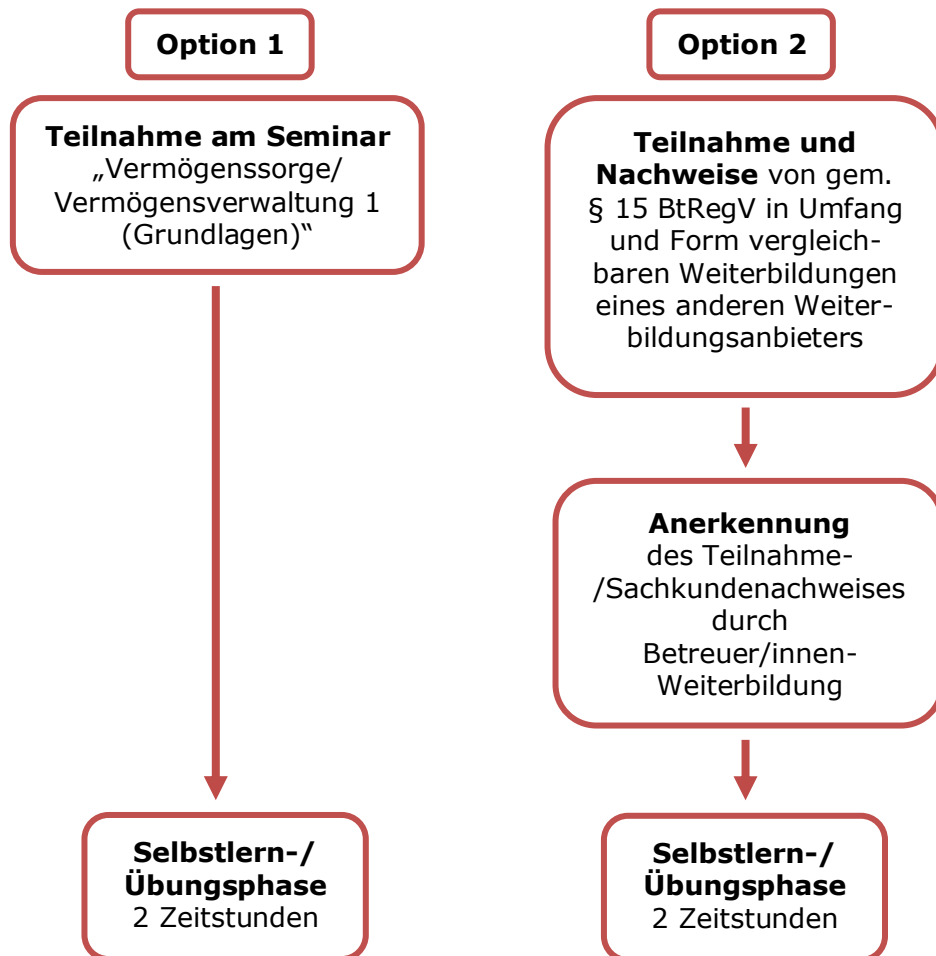 Option 1
Teilnahme am Seminar
„Vermögenssorge/
Vermögensverwaltung 1
(Grundlagen)“
Selbstlern-/
Übungsphase
2 Zeitstunden
Option 2
Teilnahme und
Nachweise von gem.
§ 15 BtRegV in Umfang
und Form vergleich-
baren Weiterbildungen
eines anderen Weiter-
bildungsanbieters
Anerkennung
des Teilnahme-
/Sachkundenachweises
durch
Betreuer/innen-
Weiterbildung
Selbstlern-/
Übungsphase
2 Zeitstunden